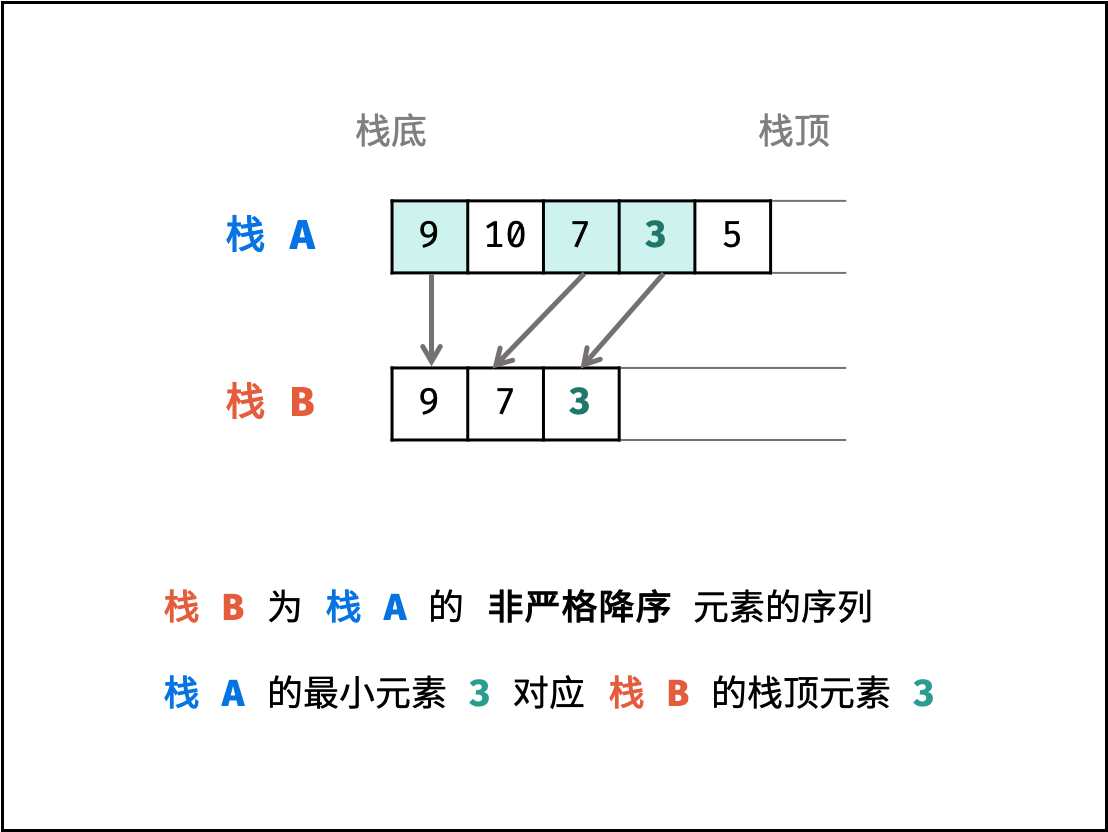 栈底 栈顶
栈 A 9 10 7 3 5
栈 B 9 7 3
栈 B 为 栈 A 的 非严格降序 元素的序列
栈 A 的最小元素 3 对应 栈 B 的栈顶元素 3